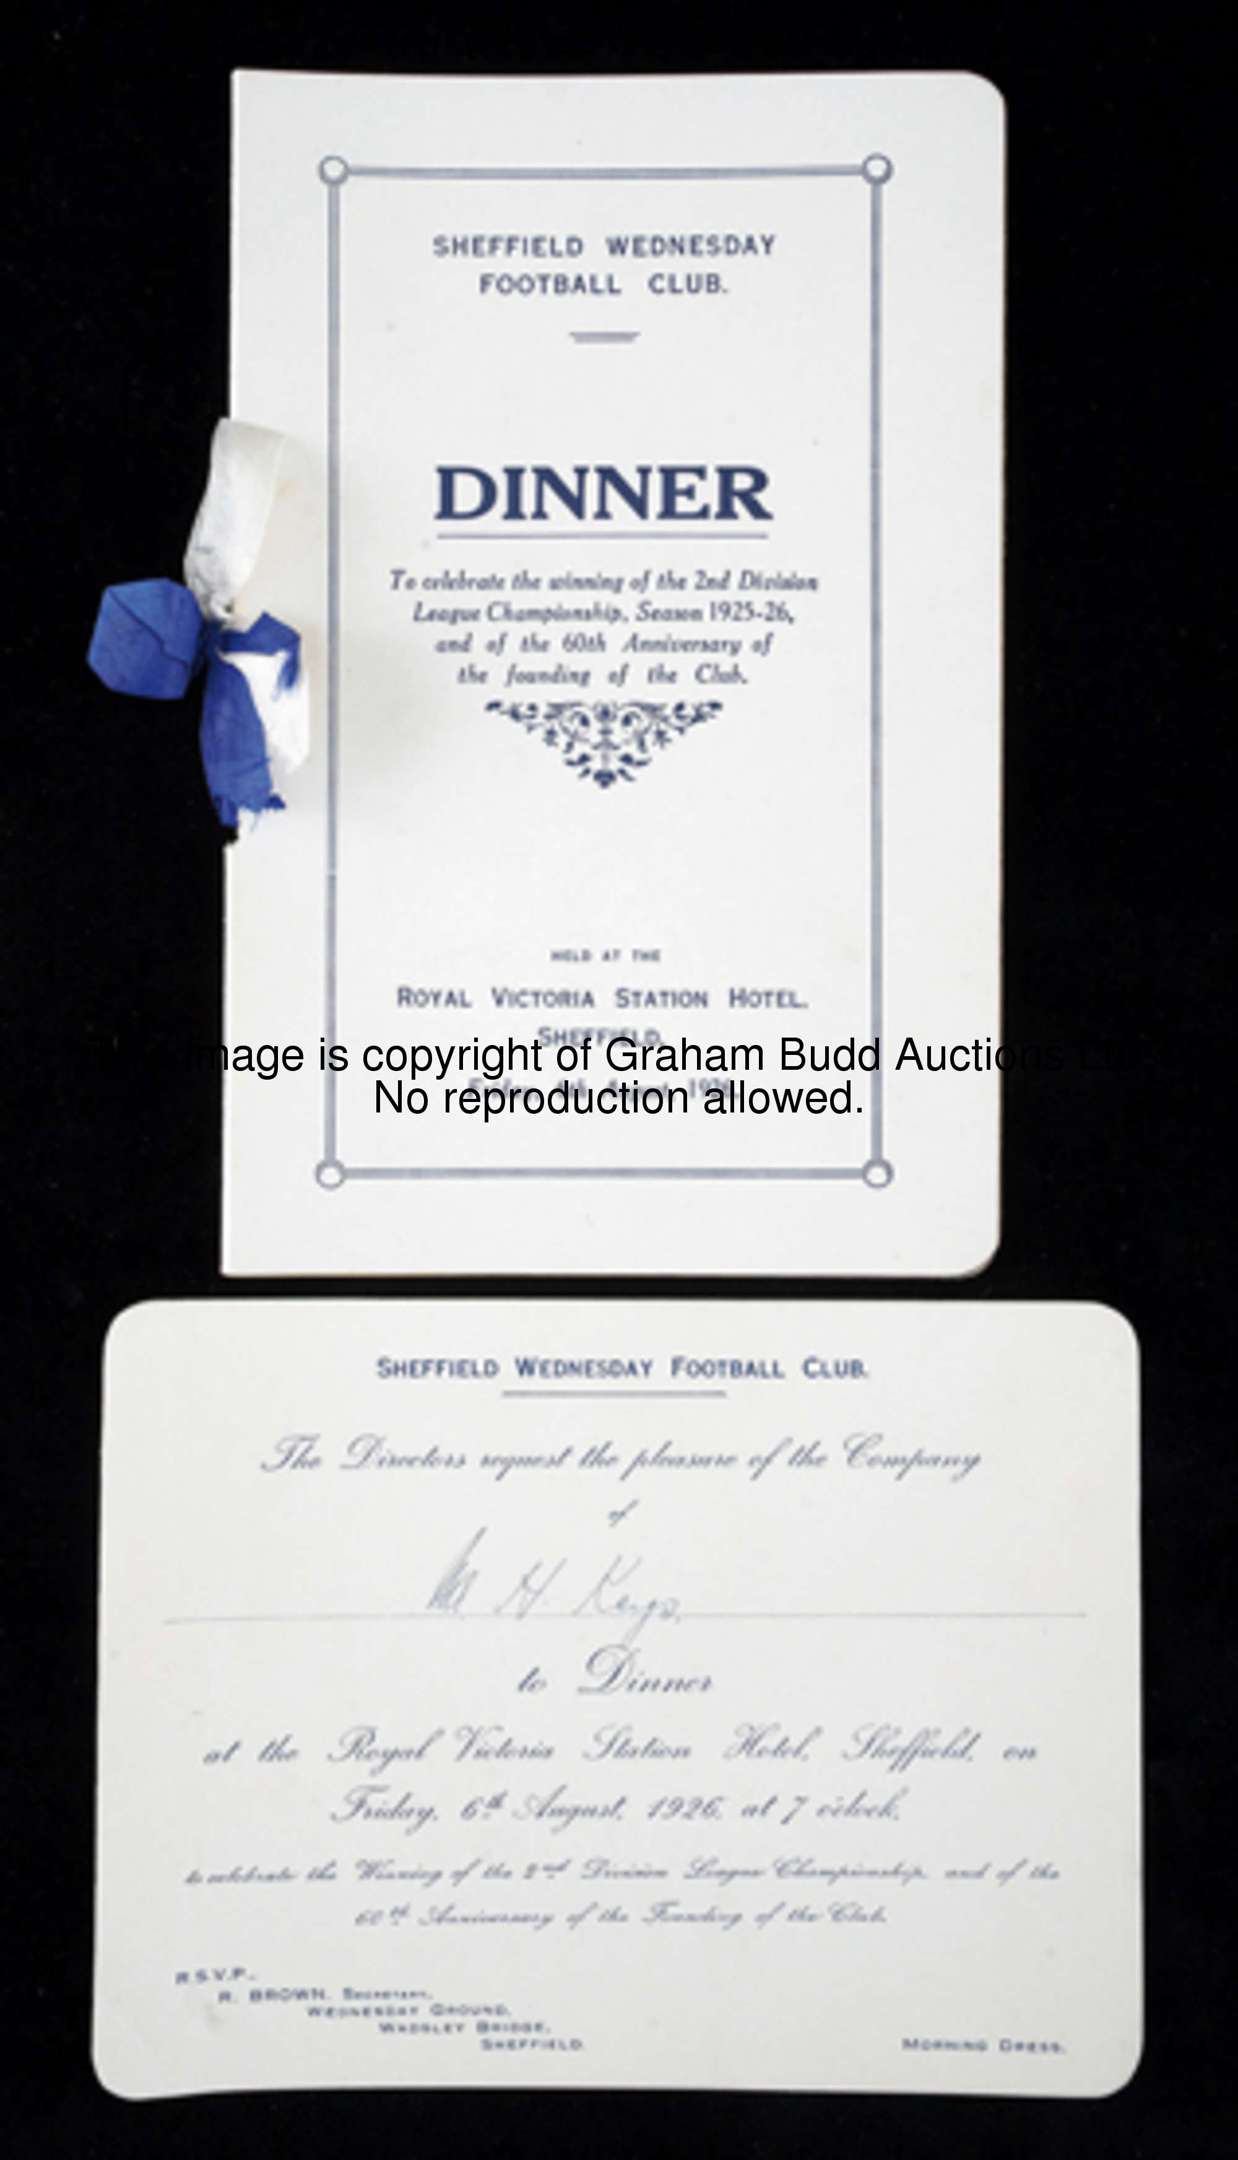 SHEFFIELD WEDNESDAY
FOOTBALL CLUB.
DINNER
To celebrate the winning of the 2nd Division
League Championship, Season 1925-26,
and of the 60th Anniversary of
the founding of the Club.
HELD AT THE
ROYAL VICTORIA STATION HOTEL,
SHEFFIELD,
Image is copyright of Graham Budd Auctions
Friday, 6th August, 1926.
No reproduction allowed.
SHEFFIELD WEDNESDAY FOOTBALL CLUB.
The Directors request the pleasure of the Company
of
H.
to Dinner
at the Royal Victoria Station Hotel, Sheffield, on
Friday, 6th August, 1926, at 7 o'clock,
to celebrate the Winning of the 2nd Division League Championship, and of the
60th Anniversary of the Founding of the Club.
R.S.V.P.,
R. BROWN, SECRETARY,
WEDNESDAY GROUND,
WADSLEY BRIDGE,
SHEFFIELD.
MORNING DRESS.